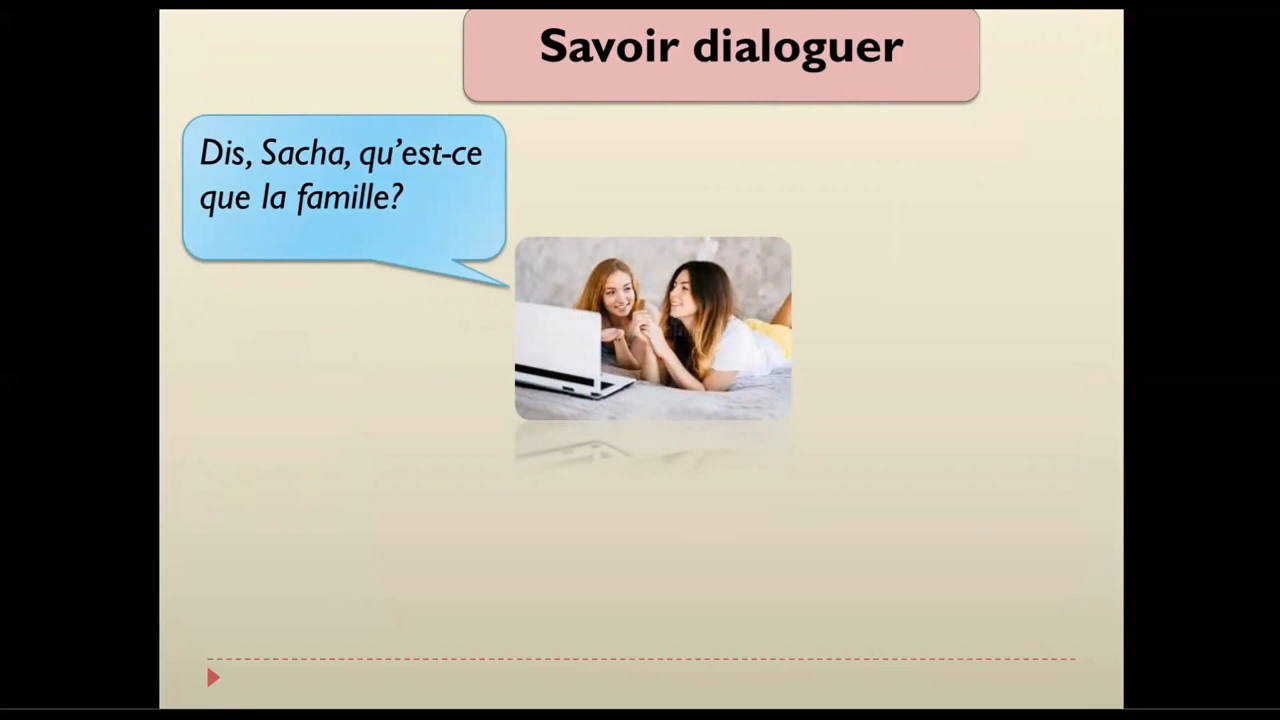 Savoir dialoguer
Dis, Sacha, qu’est-ce
que la famille?